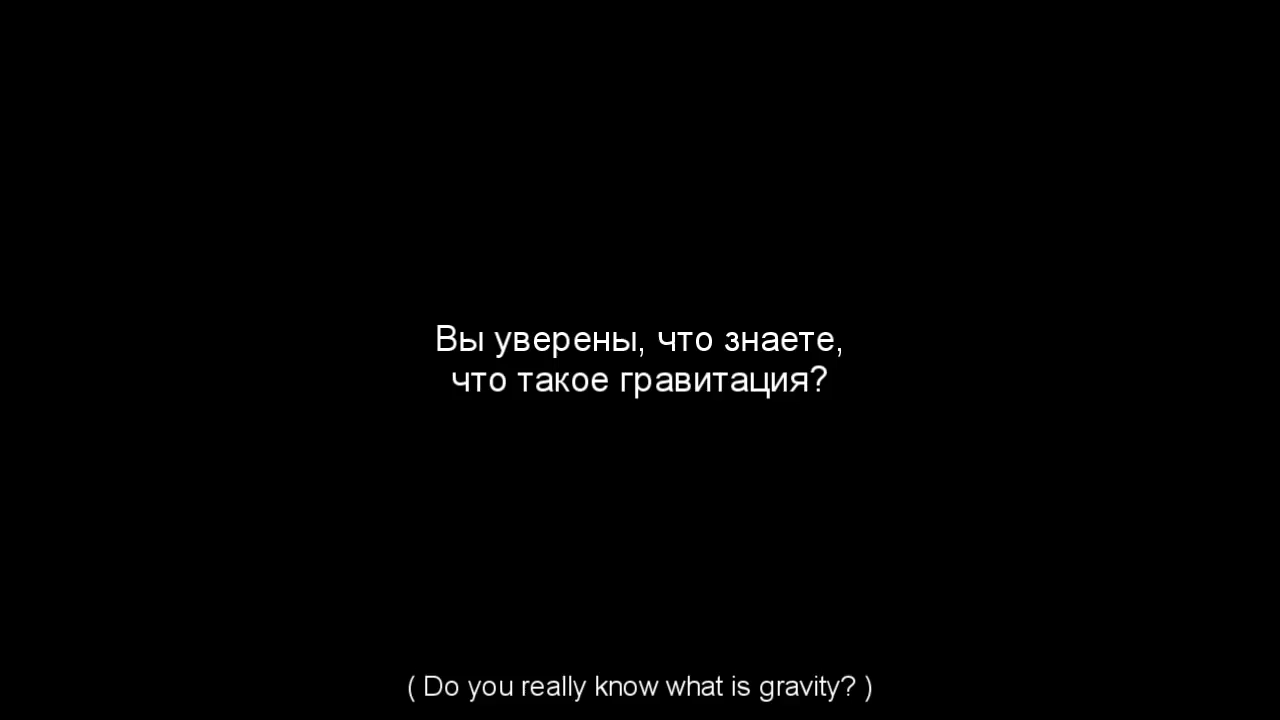 Вы уверены, что знаете,
что такое гравитация?
( Do you really know what is gravity? )